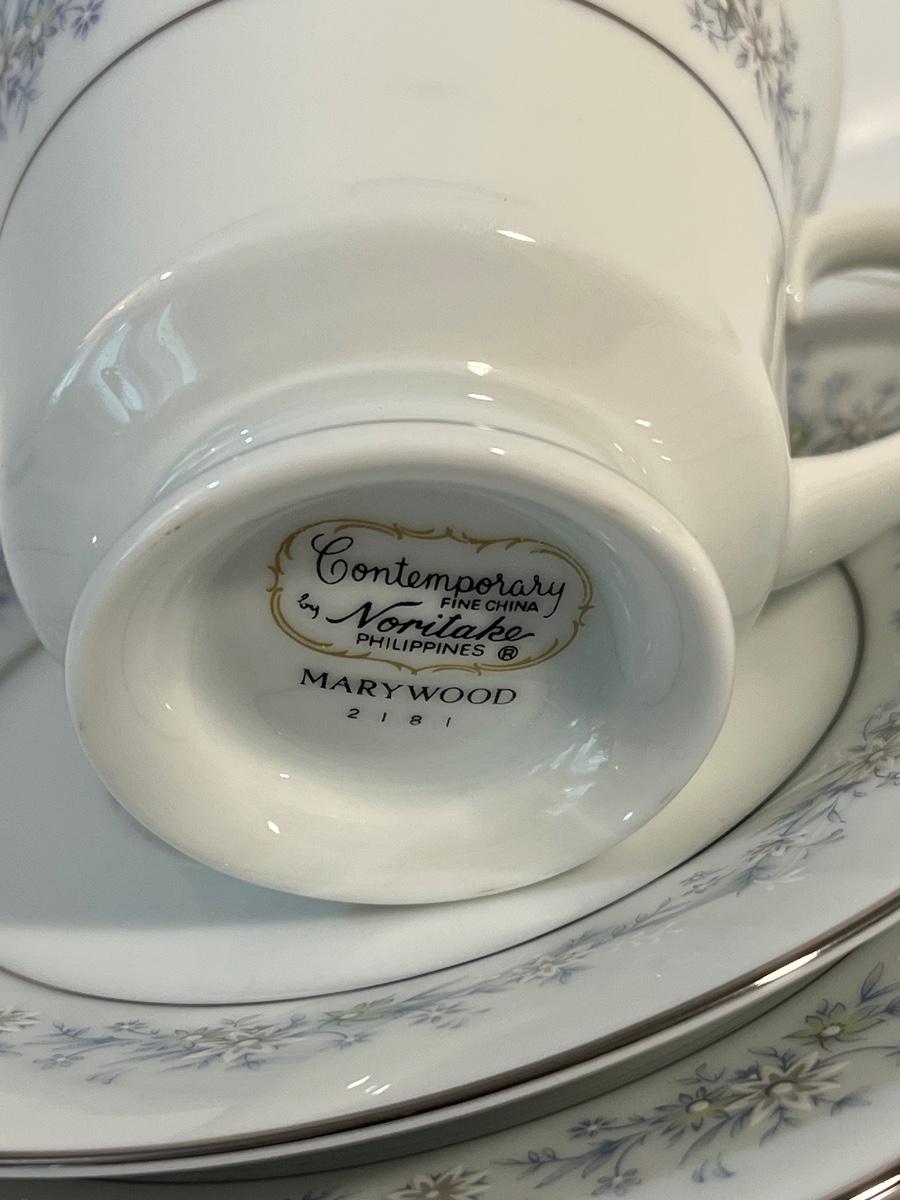 Contemporary
FINE CHINA
by Noritake
PHILIPPINES ®
MARYWOOD
2181